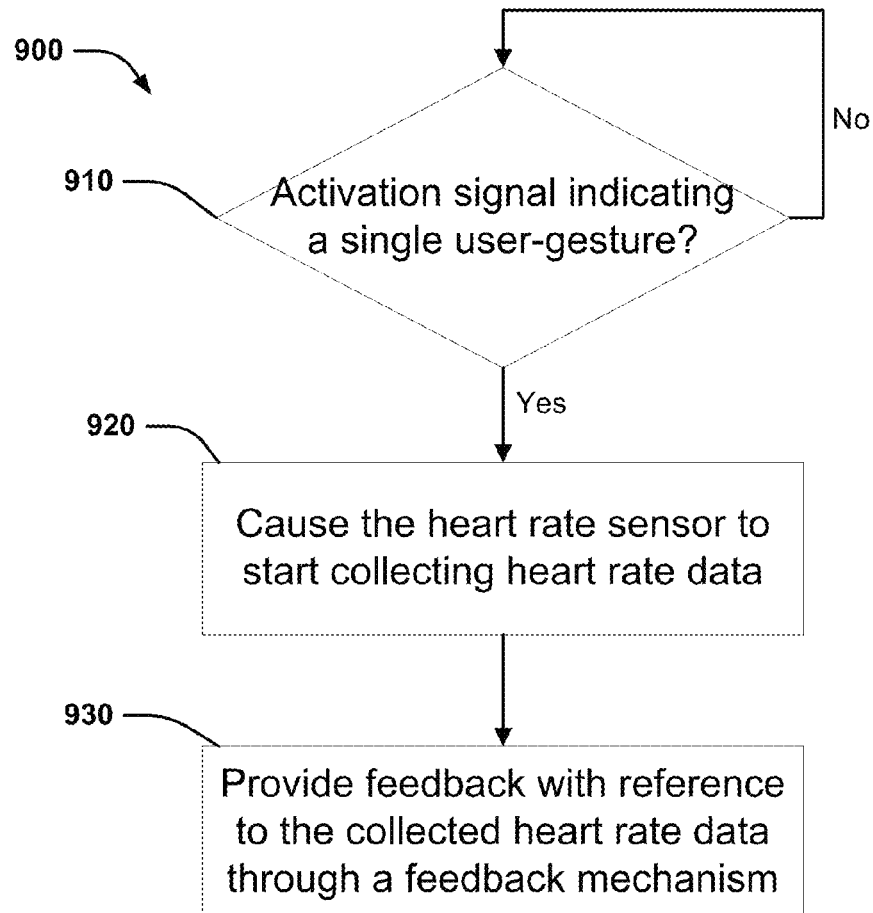 900
No
910
Activation signal indicating
a single user-gesture?
Yes
920
Cause the heart rate sensor to
start collecting heart rate data
930
Provide feedback with reference
to the collected heart rate data
through a feedback mechanism